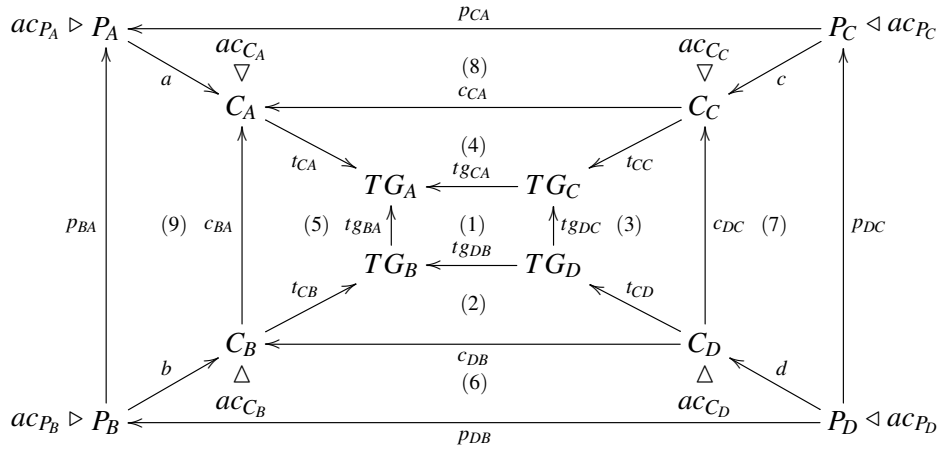 p_{CA}
ac_{P_A} ▷ P_A P_C ◁ ac_{P_C}
ac_{C_A} ac_{C_C}
▽ ▽
a (8) c
c_{CA}
C_A C_C
t_{CA} (4) t_{CC}
tg_{CA}
TG_A TG_C
p_{BA} (9) c_{BA} (5) tg_{BA} (1) tg_{DC} (3) c_{DC} (7) p_{DC}
tg_{DB}
TG_B TG_D
t_{CB} (2) t_{CD}
C_B C_D
c_{DB}
b △ (6) △ d
ac_{C_B} ac_{C_D}
ac_{P_B} ▷ P_B P_D ◁ ac_{P_D}
p_{DB}